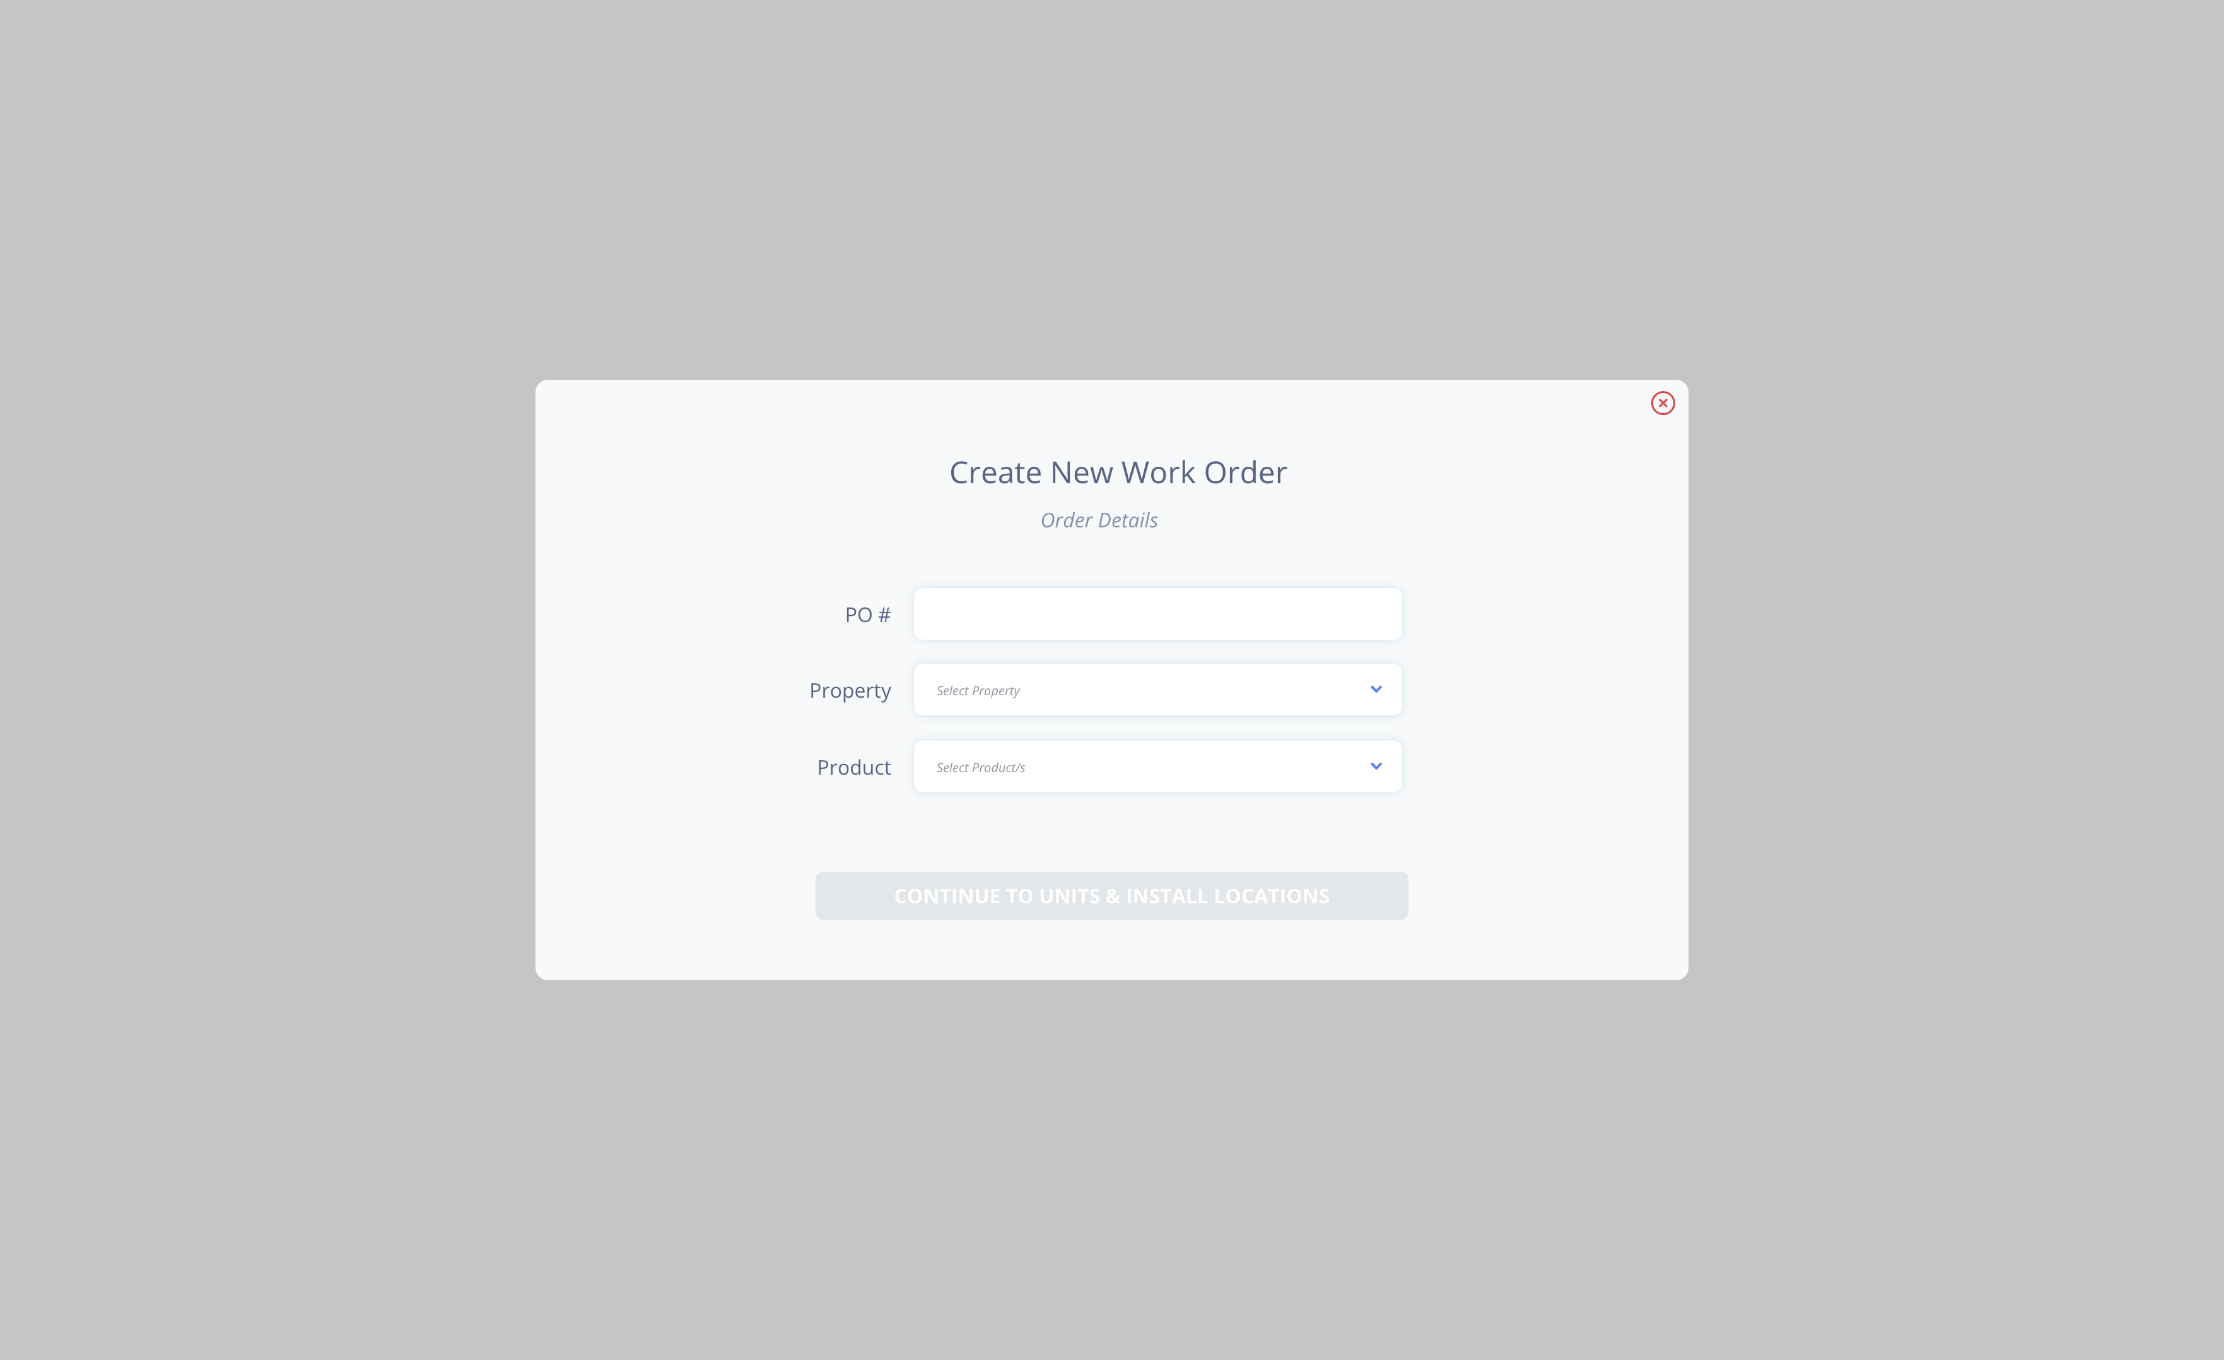 Create New Work Order
Order Details
PO #
Property
Select Property
Product
Select Product/s
CONTINUE TO UNITS & INSTALL LOCATIONS